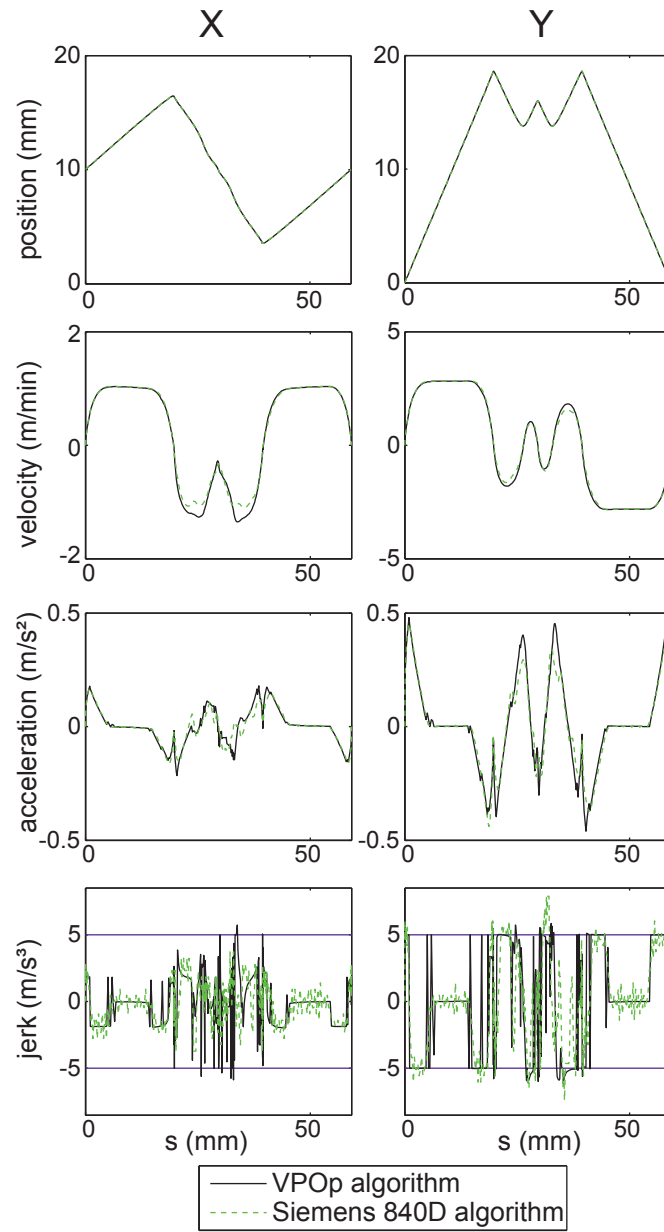 X Y
position (mm)
20 20
10 10
0 0
0 50 0 50
velocity (m/min)
2 5
0 0
-2 -5
0 50 0 50
acceleration (m/s²)
0.5 0.5
0 0
-0.5 -0.5
0 50 0 50
jerk (m/s³)
5 5
0 0
-5 -5
0 50 0 50
s (mm) s (mm)
VPOp algorithm
Siemens 840D algorithm